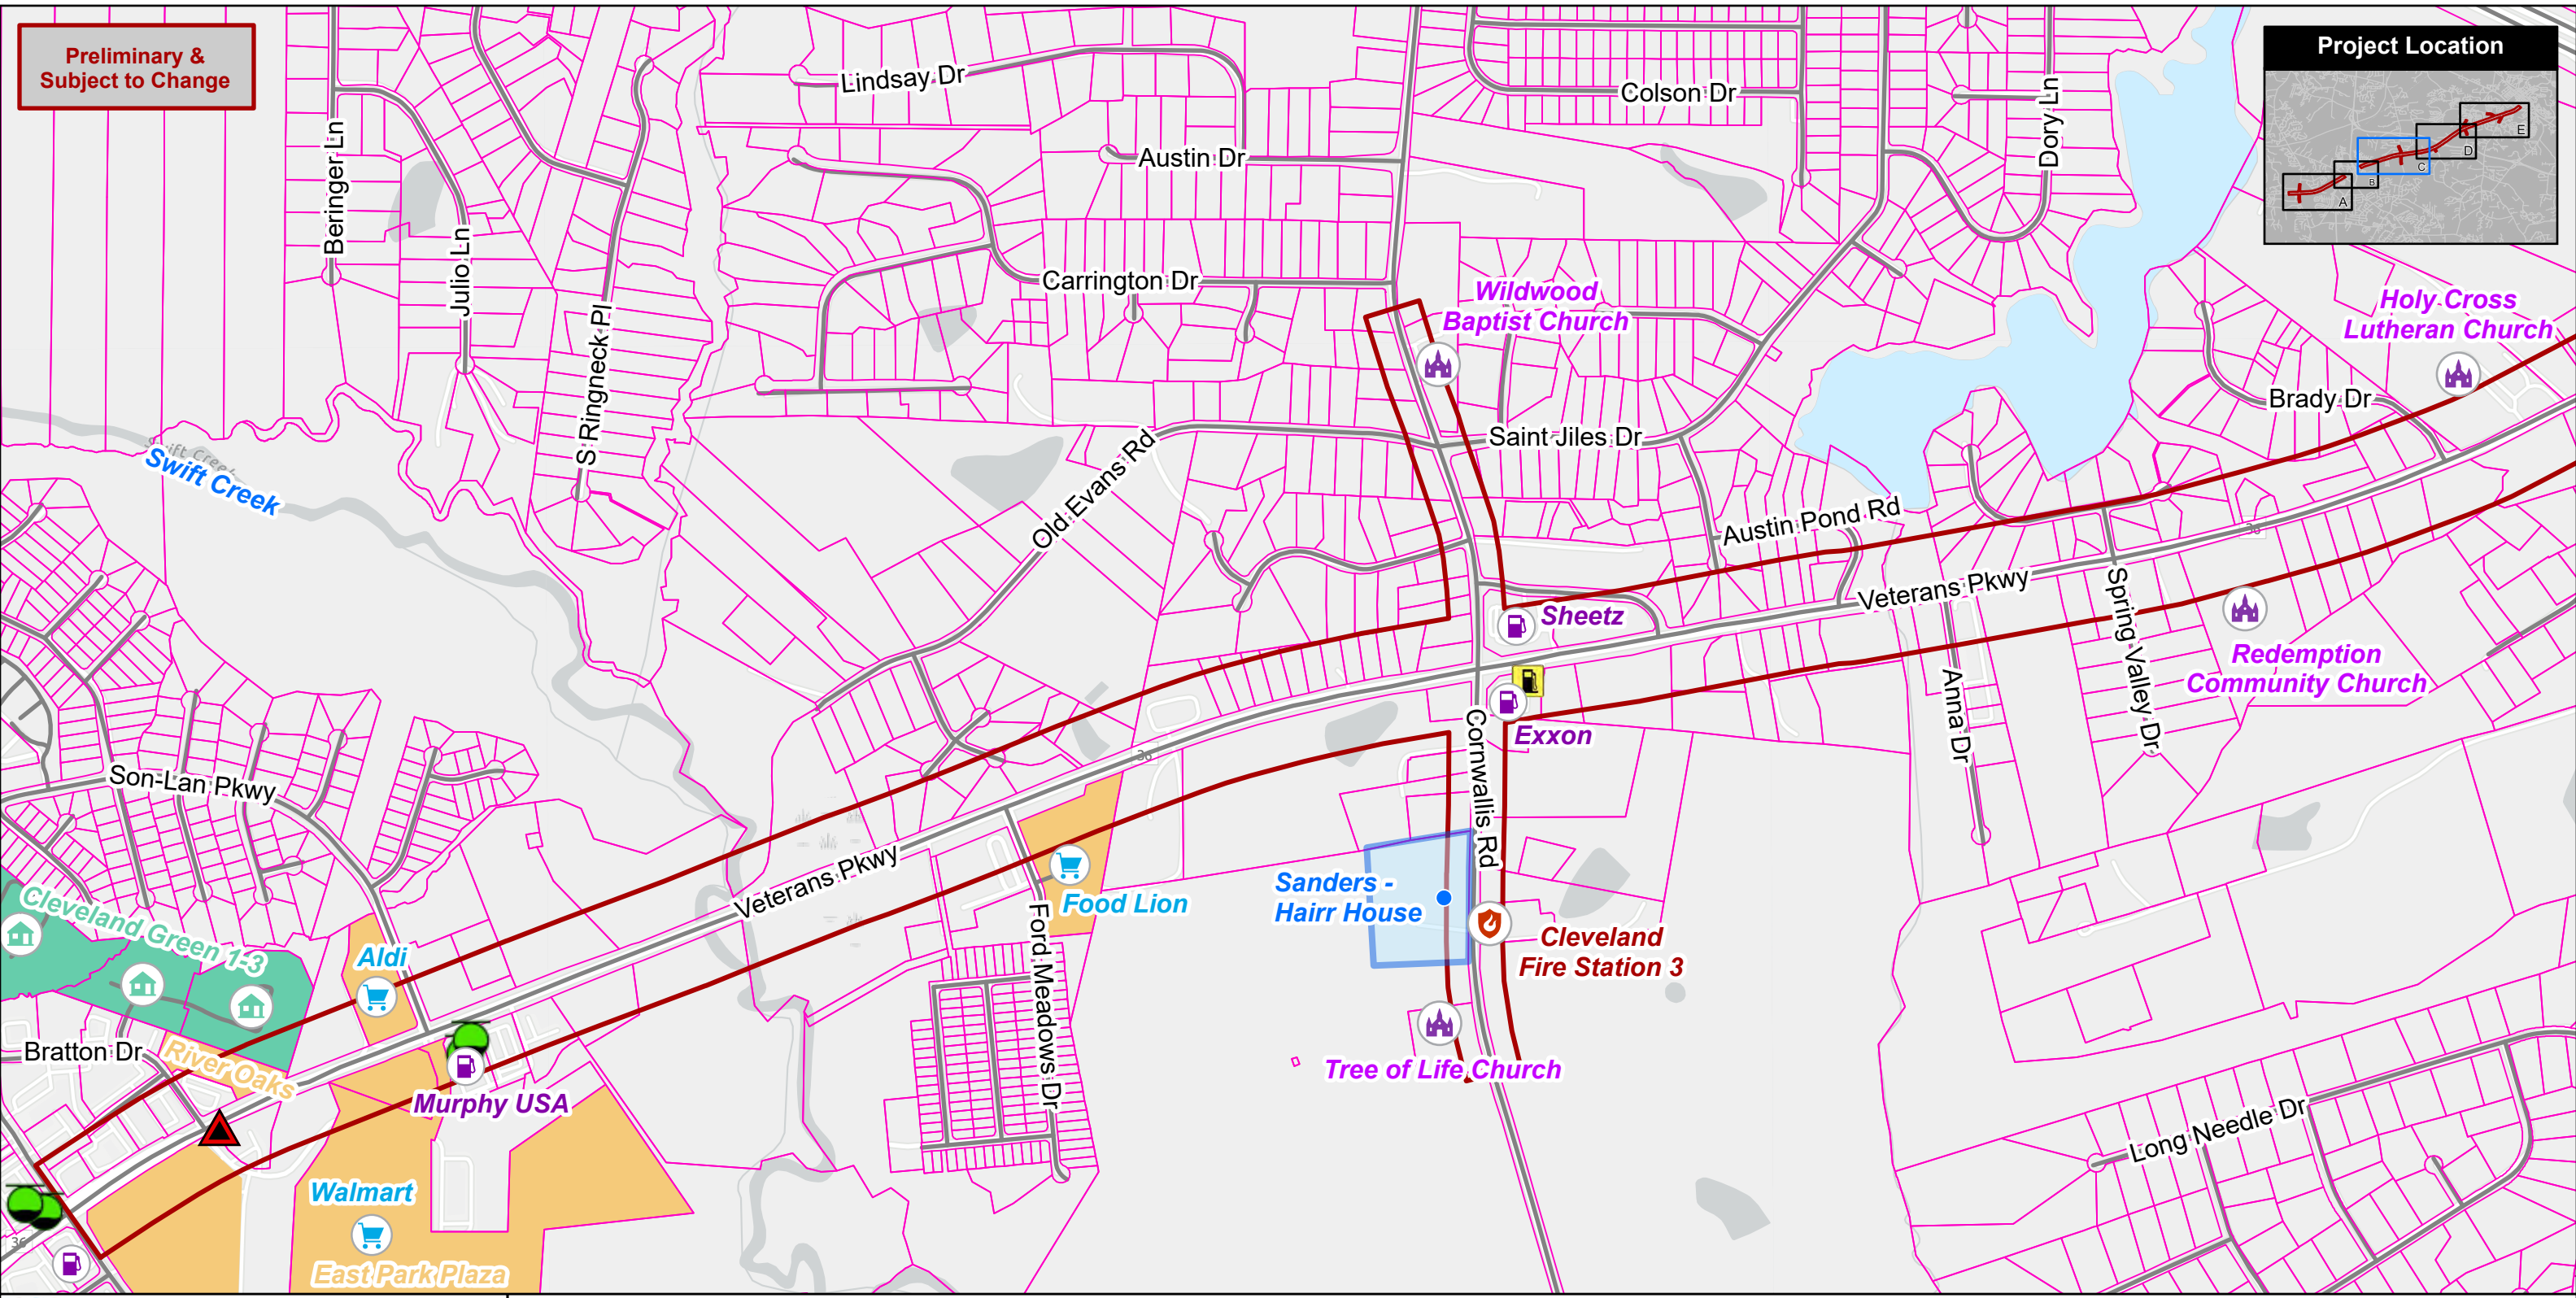 Preliminary &
Subject to Change
Project Location
A
B
C
D
E
Lindsay Dr
Colson Dr
Dory Ln
Beringer Ln
Austin Dr
Julio Ln
Carrington Dr
Wildwood
Baptist Church
Holy Cross
Lutheran Church
S Ringneck Pl
Brady Dr
Saint Jiles Dr
Old Evans Rd
Swift Creek
Swift Creek
Austin Pond Rd
36
Veterans Pkwy
Spring Valley Dr
Sheetz
Redemption
Community Church
Anna Dr
Exxon
Cornwallis Rd
36
Son-Lan Pkwy
Veterans Pkwy
Food Lion
Sanders -
Hairr House
Cleveland
Fire Station 3
Ford Meadows Dr
Cleveland Green 1-3
Aldi
Bratton Dr
River Oaks
Murphy USA
Tree of Life Church
Long Needle Dr
Walmart
East Park Plaza
36